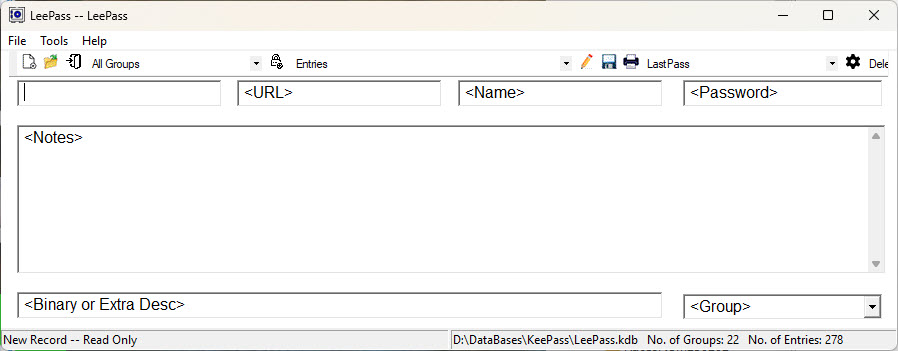 LeePass -- LeePass
File Tools Help
All Groups Entries LastPass Dele
<URL> <Name> <Password>
<Notes>
<Binary or Extra Desc> <Group>
New Record -- Read Only D:\DataBases\KeePass\LeePass.kdb No. of Groups: 22 No. of Entries: 278